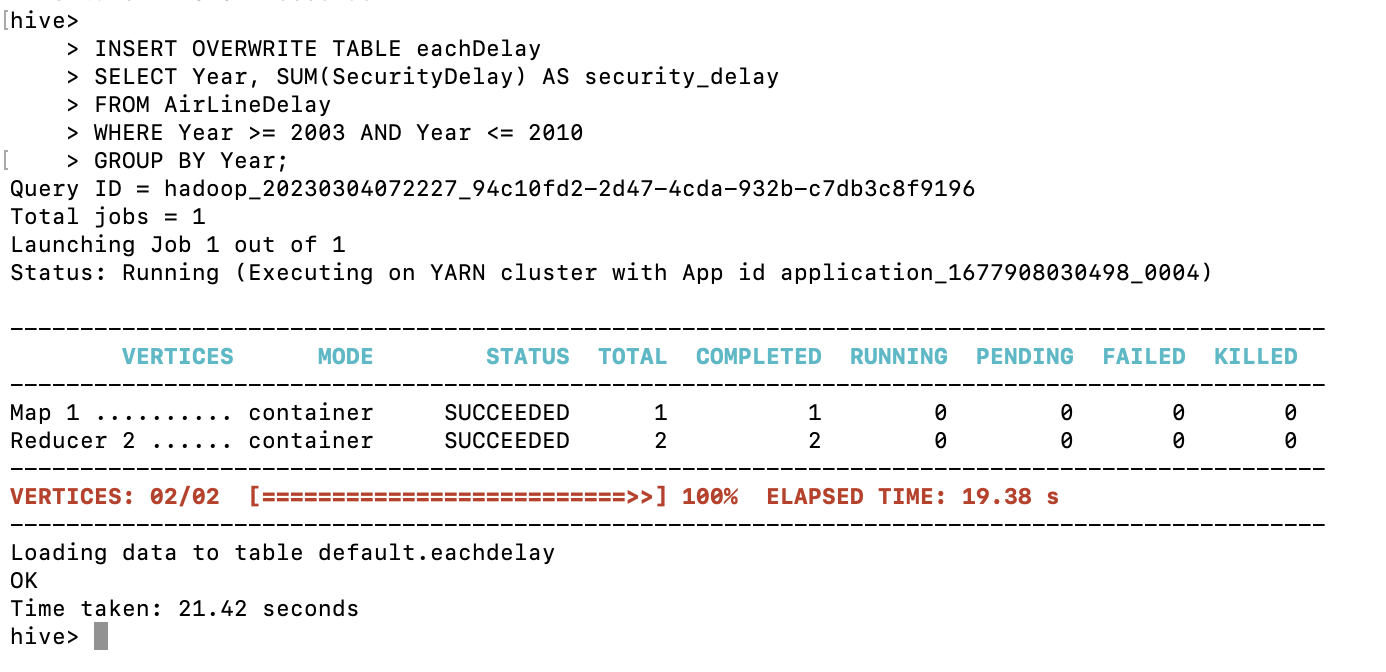 hive>
    > INSERT OVERWRITE TABLE eachDelay
    > SELECT Year, SUM(SecurityDelay) AS security_delay
    > FROM AirLineDelay
    > WHERE Year >= 2003 AND Year <= 2010
    > GROUP BY Year;
Query ID = hadoop_20230304072227_94c10fd2-2d47-4cda-932b-c7db3c8f9196
Total jobs = 1
Launching Job 1 out of 1
Status: Running (Executing on YARN cluster with App id application_1677908030498_0004)
----------------------------------------------------------------------------------------------
        VERTICES      MODE        STATUS  TOTAL  COMPLETED  RUNNING  PENDING  FAILED  KILLED
----------------------------------------------------------------------------------------------
Map 1 .......... container     SUCCEEDED      1          1        0        0       0       0
Reducer 2 ...... container     SUCCEEDED      2          2        0        0       0       0
----------------------------------------------------------------------------------------------
VERTICES: 02/02  [==========================>>] 100%  ELAPSED TIME: 19.38 s
----------------------------------------------------------------------------------------------
Loading data to table default.eachdelay
OK
Time taken: 21.42 seconds
hive>